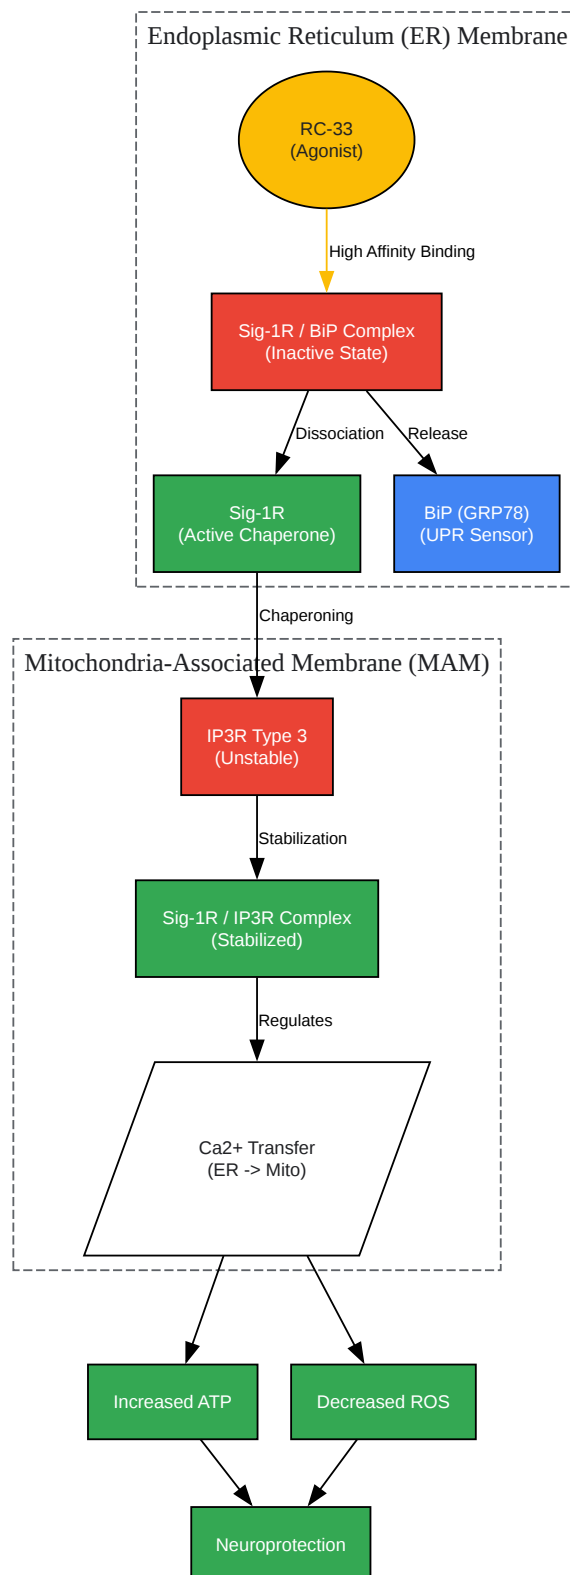 Endoplasmic Reticulum (ER) Membrane
RC-33
(Agonist)
High Affinity Binding
Sig-1R / BiP Complex
(Inactive State)
Dissociation
Release
Sig-1R
(Active Chaperone)
BiP (GRP78)
(UPR Sensor)
Chaperoning
Mitochondria-Associated Membrane (MAM)
IP3R Type 3
(Unstable)
Stabilization
Sig-1R / IP3R Complex
(Stabilized)
Regulates
Ca2+ Transfer
(ER -> Mito)
Increased ATP
Decreased ROS
Neuroprotection